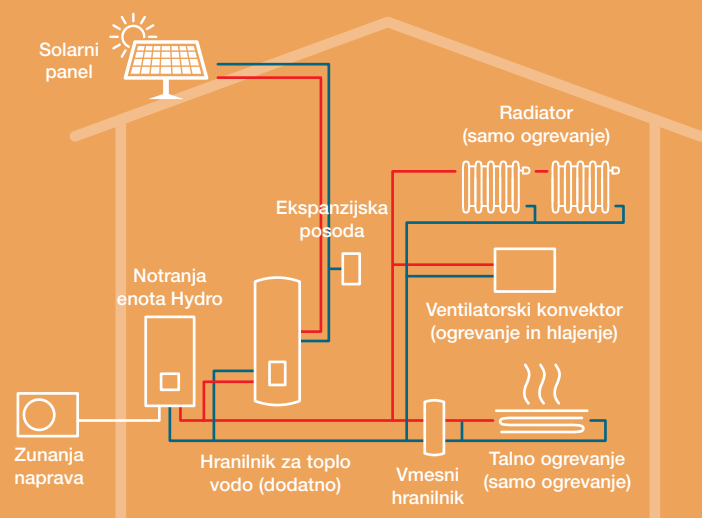 Solarni
panel
Radiator
(samo ogrevanje)
Ekspanzijska
posoda
Notranja
enota Hydro
Ventilatorski konvektor
(ogrevanje in hlajenje)
Zunanja
naprava
Hranilnik za toplo
vodo (dodatno)
Vmesni
hranilnik
Talno ogrevanje
(samo ogrevanje)